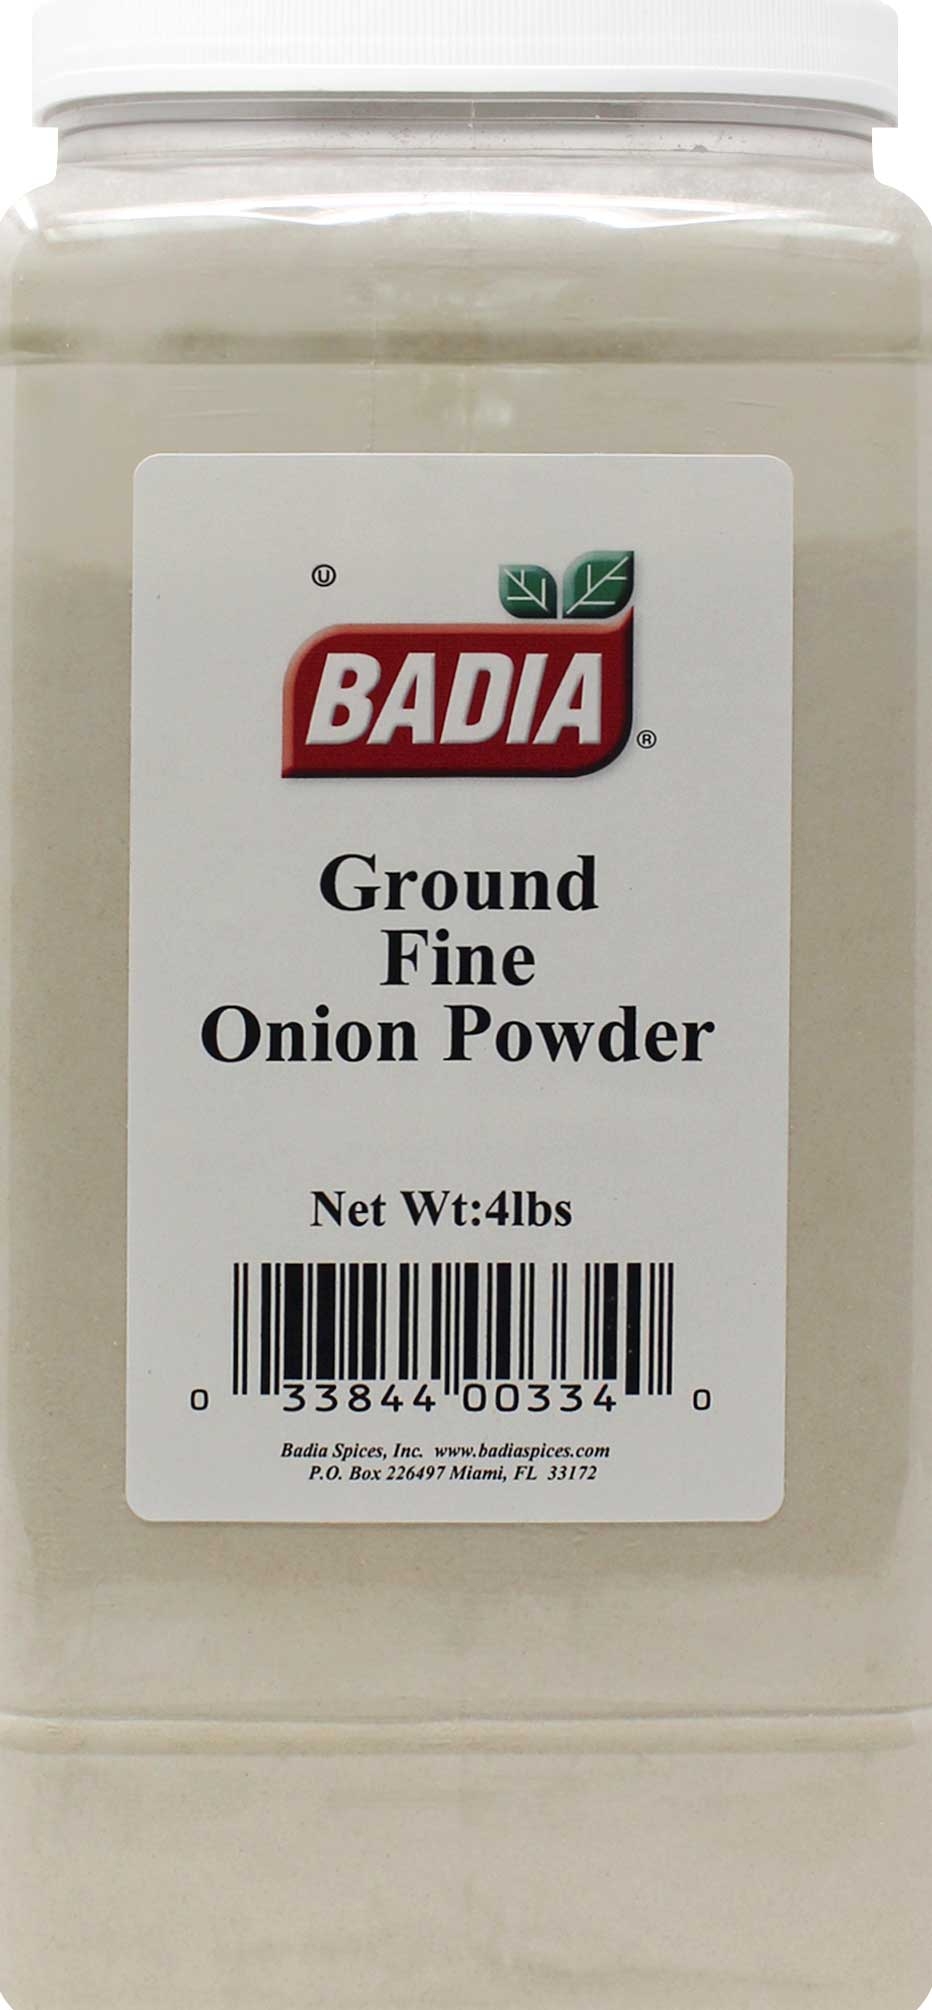 Ⓤ
BADIA®
Ground
Fine
Onion Powder
Net Wt:4lbs
0 33844 00334 0
Badia Spices, Inc. www.badiaspices.com
P.O. Box 226497 Miami, FL 33172